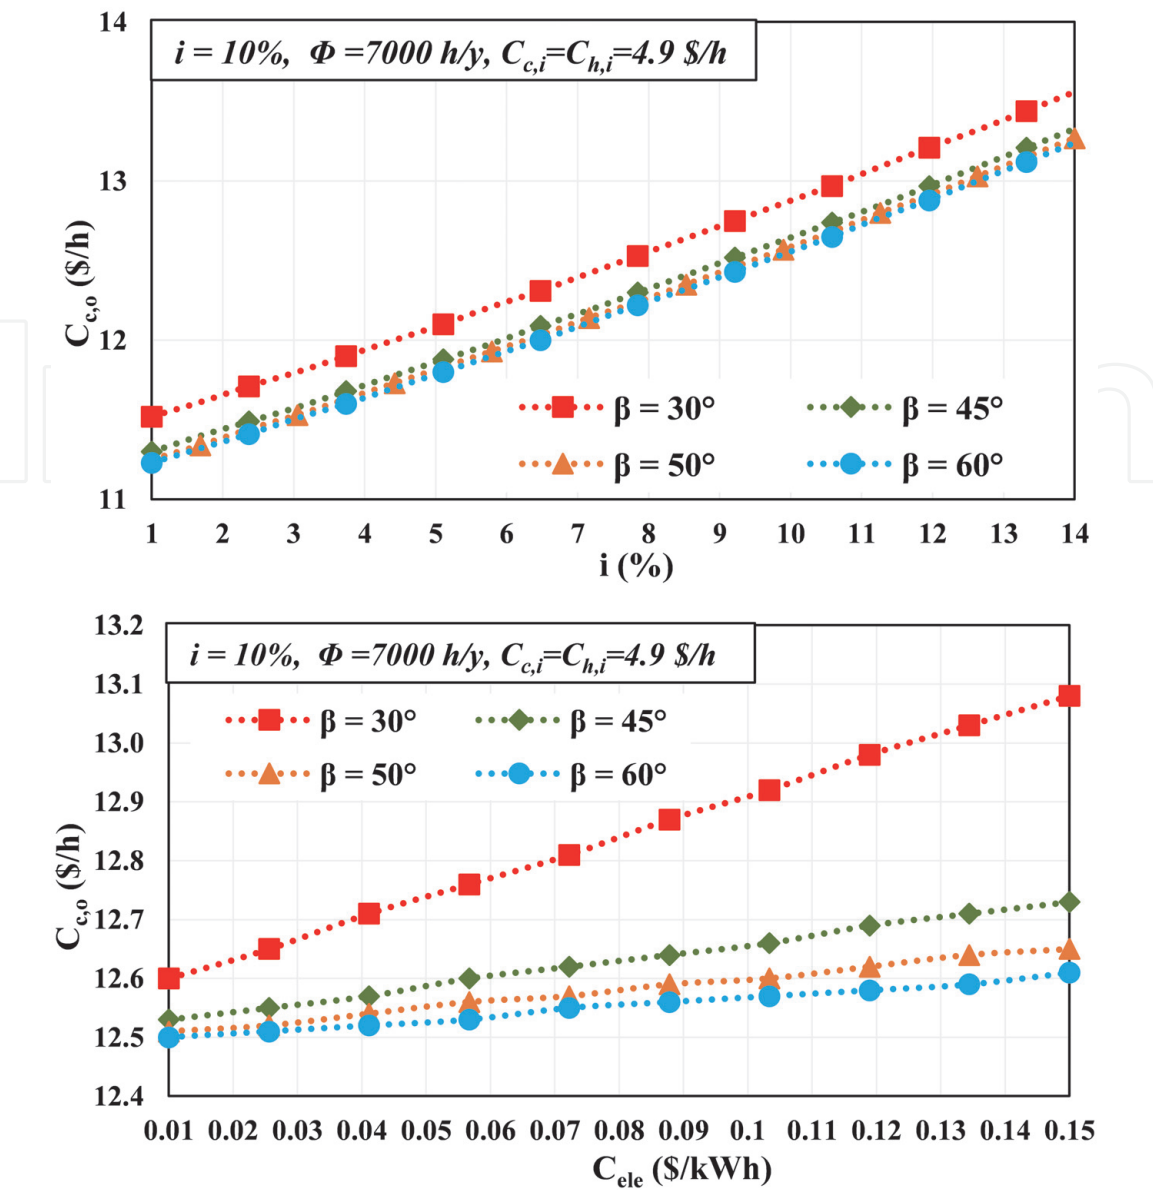 14
i = 10%, Φ =7000 h/y, Cc,i=Ch,i=4.9 $/h
13
Cc,o ($/h)
12
β = 30° β = 45°
β = 50° β = 60°
11
1 2 3 4 5 6 7 8 9 10 11 12 13 14
i (%)
13.2
i = 10%, Φ =7000 h/y, Cc,i=Ch,i=4.9 $/h
13.1
β = 30° β = 45°
13.0
β = 50° β = 60°
12.9
Cc,o ($/h)
12.8
12.7
12.6
12.5
12.4
0.01 0.02 0.03 0.04 0.05 0.06 0.07 0.08 0.09 0.1 0.11 0.12 0.13 0.14 0.15
Cele ($/kWh)